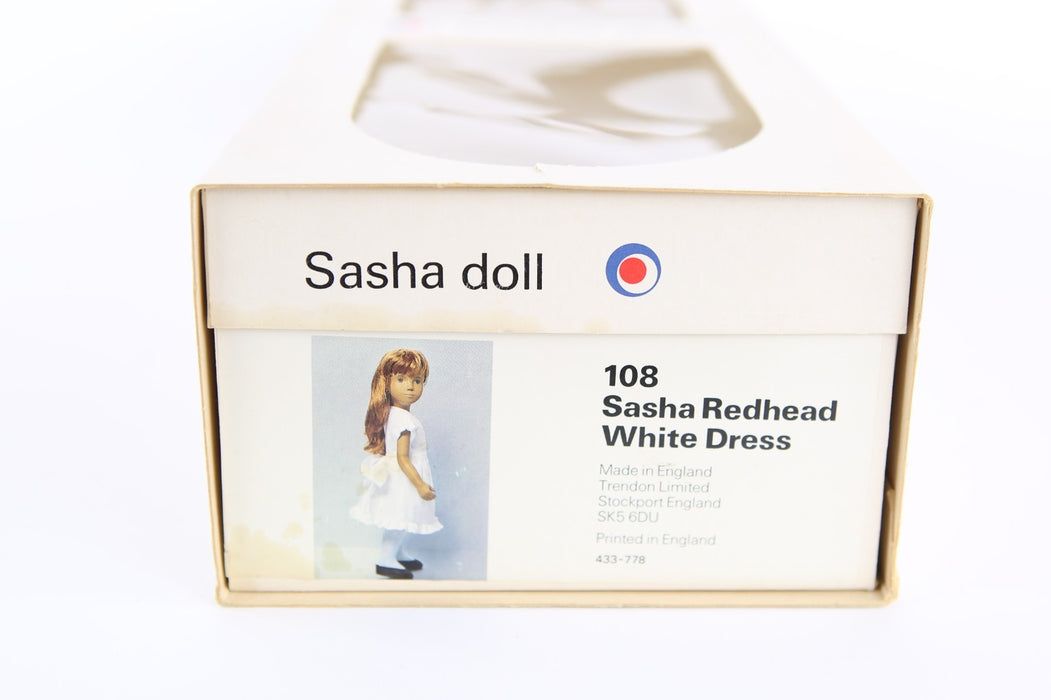 Sasha doll
108
Sasha Redhead
White Dress
Made in England
Trendon Limited
Stockport England
SK5 6DU
Printed in England
433-778